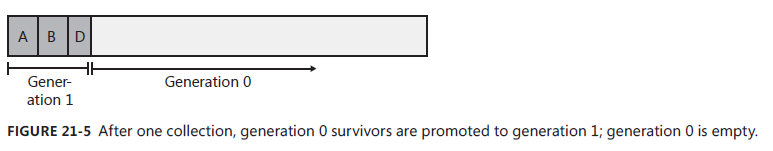 A B D
Gener-
ation 1
Generation 0
FIGURE 21-5 After one collection, generation 0 survivors are promoted to generation 1; generation 0 is empty.